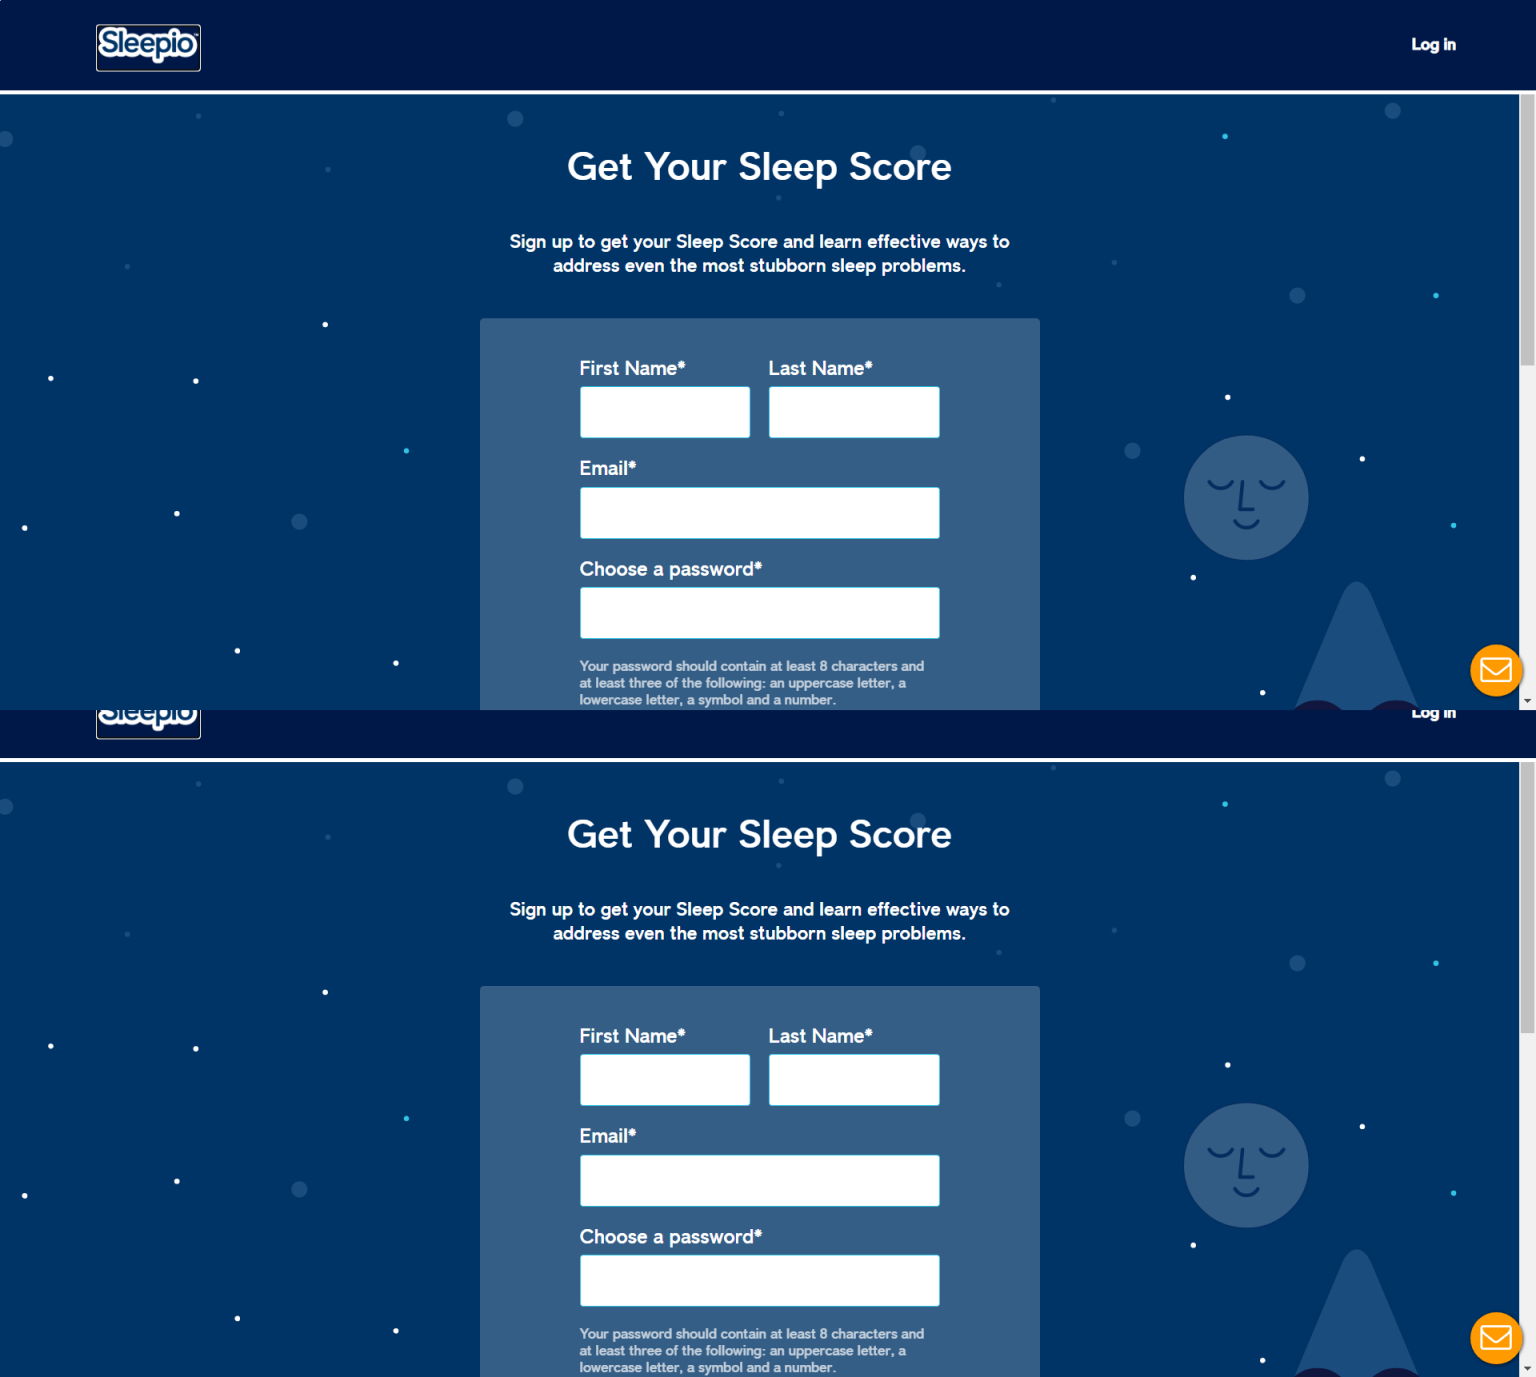 Sleepio™
Log in
Get Your Sleep Score
Sign up to get your Sleep Score and learn effective ways to
address even the most stubborn sleep problems.
First Name* Last Name*
Email*
Choose a password*
Your password should contain at least 8 characters and
at least three of the following: an uppercase letter, a
lowercase letter, a symbol and a number.
Sleepio
Log in
Get Your Sleep Score
Sign up to get your Sleep Score and learn effective ways to
address even the most stubborn sleep problems.
First Name* Last Name*
Email*
Choose a password*
Your password should contain at least 8 characters and
at least three of the following: an uppercase letter, a
lowercase letter, a symbol and a number.